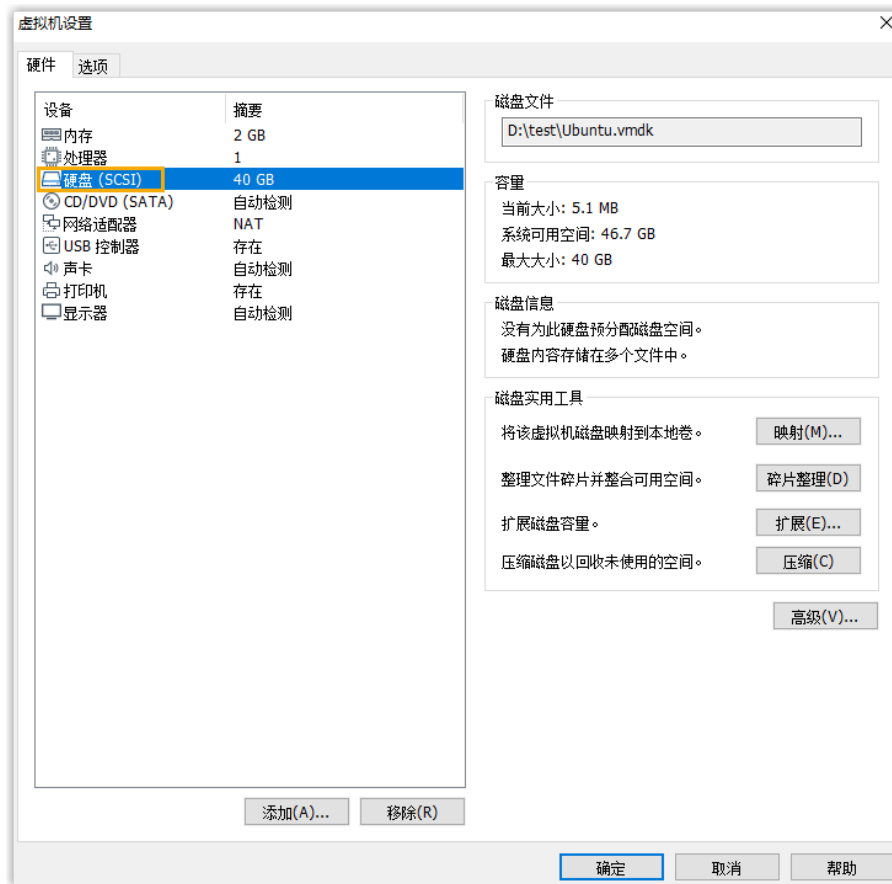 虚拟机设置
硬件 选项
设备 摘要
内存 2 GB
处理器 1
硬盘 (SCSI) 40 GB
CD/DVD (SATA) 自动检测
网络适配器 NAT
USB 控制器 存在
声卡 自动检测
打印机 存在
显示器 自动检测
添加(A)... 移除(R)
磁盘文件
D:\test\Ubuntu.vmdk
容量
当前大小: 5.1 MB
系统可用空间: 46.7 GB
最大大小: 40 GB
磁盘信息
没有为此硬盘预分配磁盘空间。
硬盘内容存储在多个文件中。
磁盘实用工具
将该虚拟机磁盘映射到本地卷。 映射(M)...
整理文件碎片并整合可用空间。 碎片整理(D)
扩展磁盘容量。 扩展(E)...
压缩磁盘以回收未使用的空间。 压缩(C)
高级(V)...
确定 取消 帮助